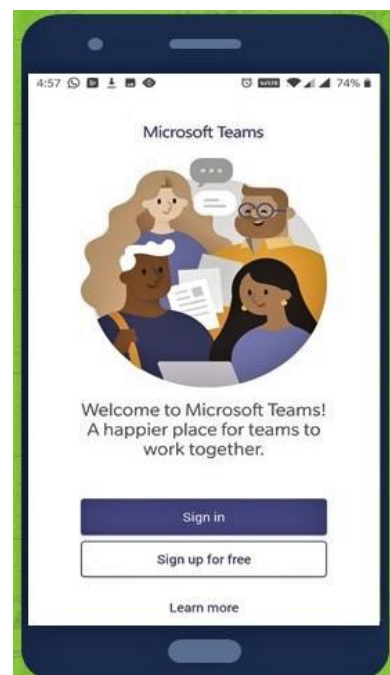 4:57 74%
Microsoft Teams
Welcome to Microsoft Teams!
A happier place for teams to
work together.
Sign in
Sign up for free
Learn more